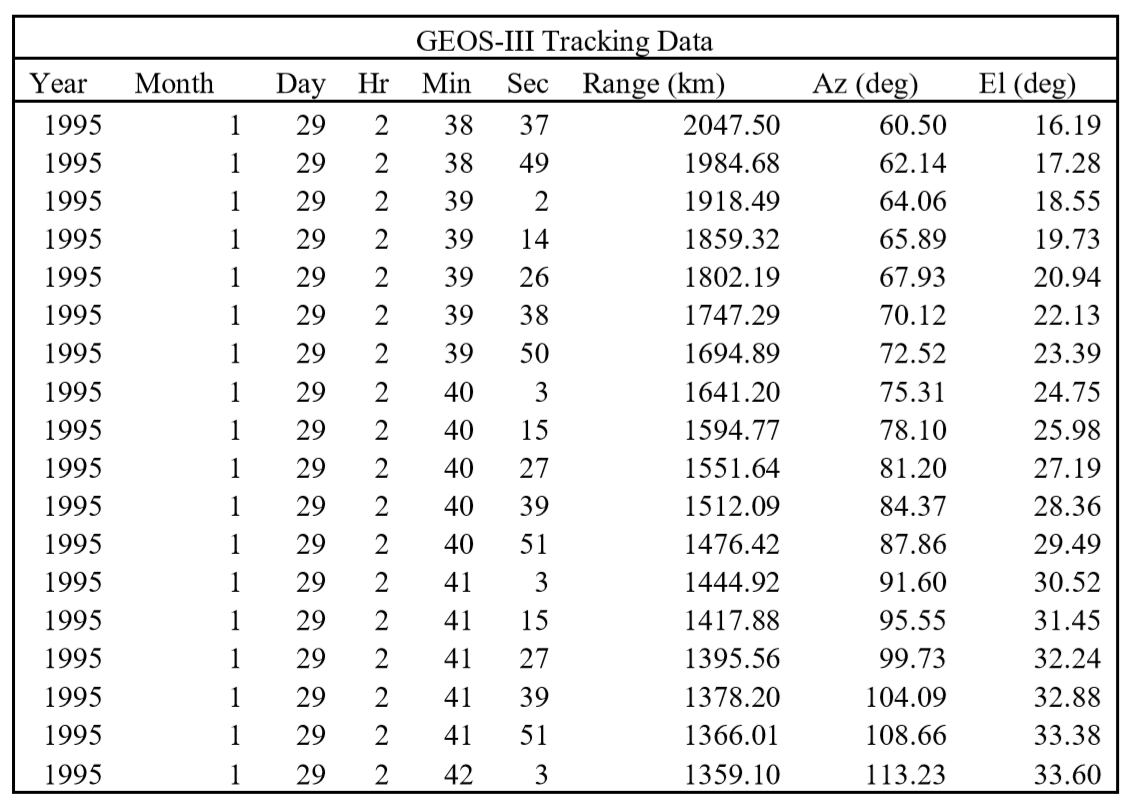 GEOS-III Tracking Data
Year Month Day Hr Min Sec Range (km) Az (deg) El (deg)
1995 1 29 2 38 37 2047.50 60.50 16.19
1995 1 29 2 38 49 1984.68 62.14 17.28
1995 1 29 2 39 2 1918.49 64.06 18.55
1995 1 29 2 39 14 1859.32 65.89 19.73
1995 1 29 2 39 26 1802.19 67.93 20.94
1995 1 29 2 39 38 1747.29 70.12 22.13
1995 1 29 2 39 50 1694.89 72.52 23.39
1995 1 29 2 40 3 1641.20 75.31 24.75
1995 1 29 2 40 15 1594.77 78.10 25.98
1995 1 29 2 40 27 1551.64 81.20 27.19
1995 1 29 2 40 39 1512.09 84.37 28.36
1995 1 29 2 40 51 1476.42 87.86 29.49
1995 1 29 2 41 3 1444.92 91.60 30.52
1995 1 29 2 41 15 1417.88 95.55 31.45
1995 1 29 2 41 27 1395.56 99.73 32.24
1995 1 29 2 41 39 1378.20 104.09 32.88
1995 1 29 2 41 51 1366.01 108.66 33.38
1995 1 29 2 42 3 1359.10 113.23 33.60